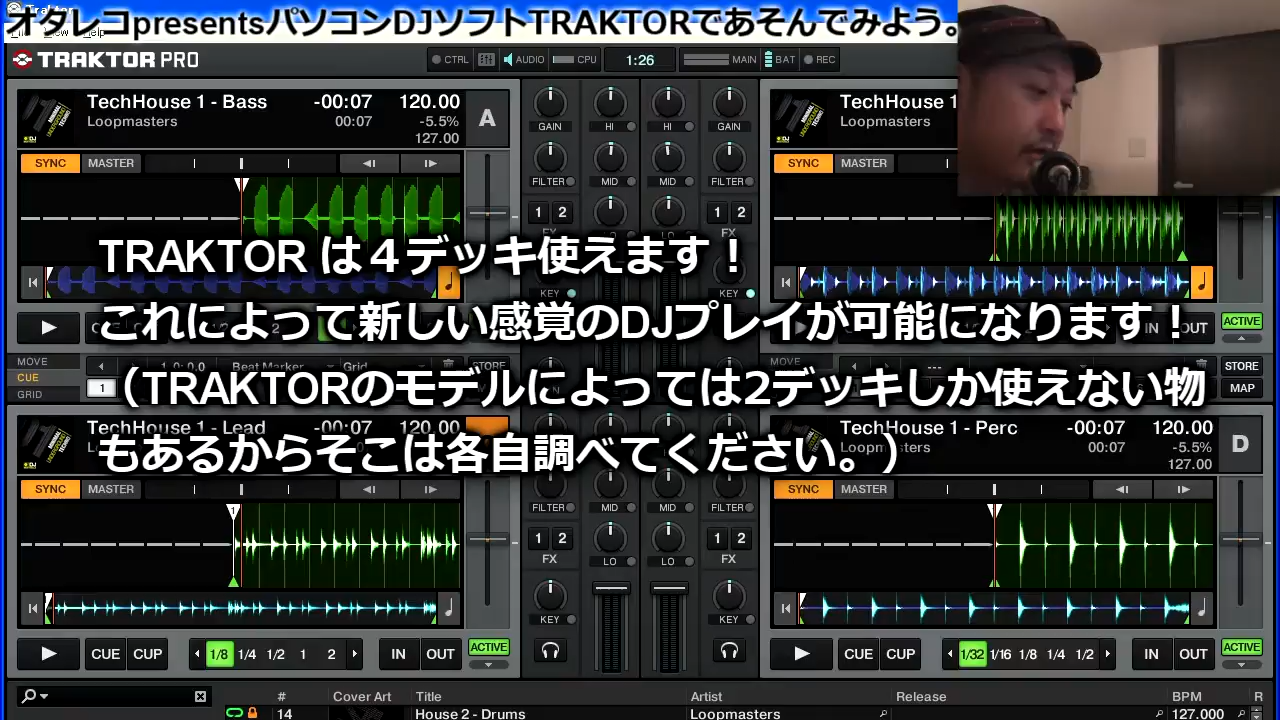 オタレコpresentsパソコンDJソフトTRAKTORであそんでみよう。
TRAKTOR PRO
CTRL AUDIO CPU 1:26 MAIN BAT REC
TechHouse 1 - Bass -00:07 120.00 A
Loopmasters 00:07 -5.5%
127.00
SYNC MASTER
GAIN HI HI GAIN
FILTER MID MID FILTER
1 2 1 2
FX FX
KEY KEY
TechHouse 1
Loopmasters
SYNC MASTER
TRAKTOR は４デッキ使えます！
これによって新しい感覚のDJプレイが可能になります！
（TRAKTORのモデルによっては2デッキしか使えない物
もあるからそこは各自調べてください。）
IN OUT ACTIVE
MOVE
CUE
GRID
1
Beat Marker Grid STORE
MOVE
STORE
MAP
TechHouse 1 - Lead -00:07 120.00
SYNC MASTER
MID MID FILTER
FILTER
1 2 1 2
FX LO LO FX
KEY KEY
TechHouse 1 - Perc -00:07 120.00 D
Loopmasters 00:07 -5.5%
127.00
SYNC MASTER
CUE CUP 1/8 1/4 1/2 1 2 IN OUT ACTIVE
CUE CUP 1/32 1/16 1/8 1/4 1/2 IN OUT ACTIVE
# Cover Art Title Artist Release BPM R
14 House 2 - Drums Loopmasters 127.000